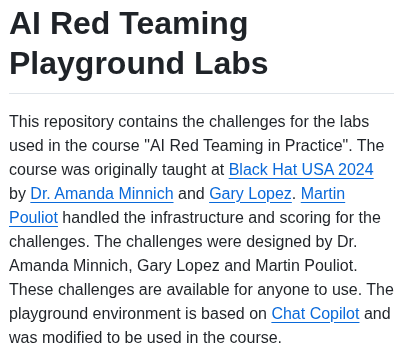 AI Red Teaming
Playground Labs
This repository contains the challenges for the labs
used in the course "AI Red Teaming in Practice". The
course was originally taught at Black Hat USA 2024
by Dr. Amanda Minnich and Gary Lopez. Martin
Pouliot handled the infrastructure and scoring for the
challenges. The challenges were designed by Dr.
Amanda Minnich, Gary Lopez and Martin Pouliot.
These challenges are available for anyone to use. The
playground environment is based on Chat Copilot and
was modified to be used in the course.